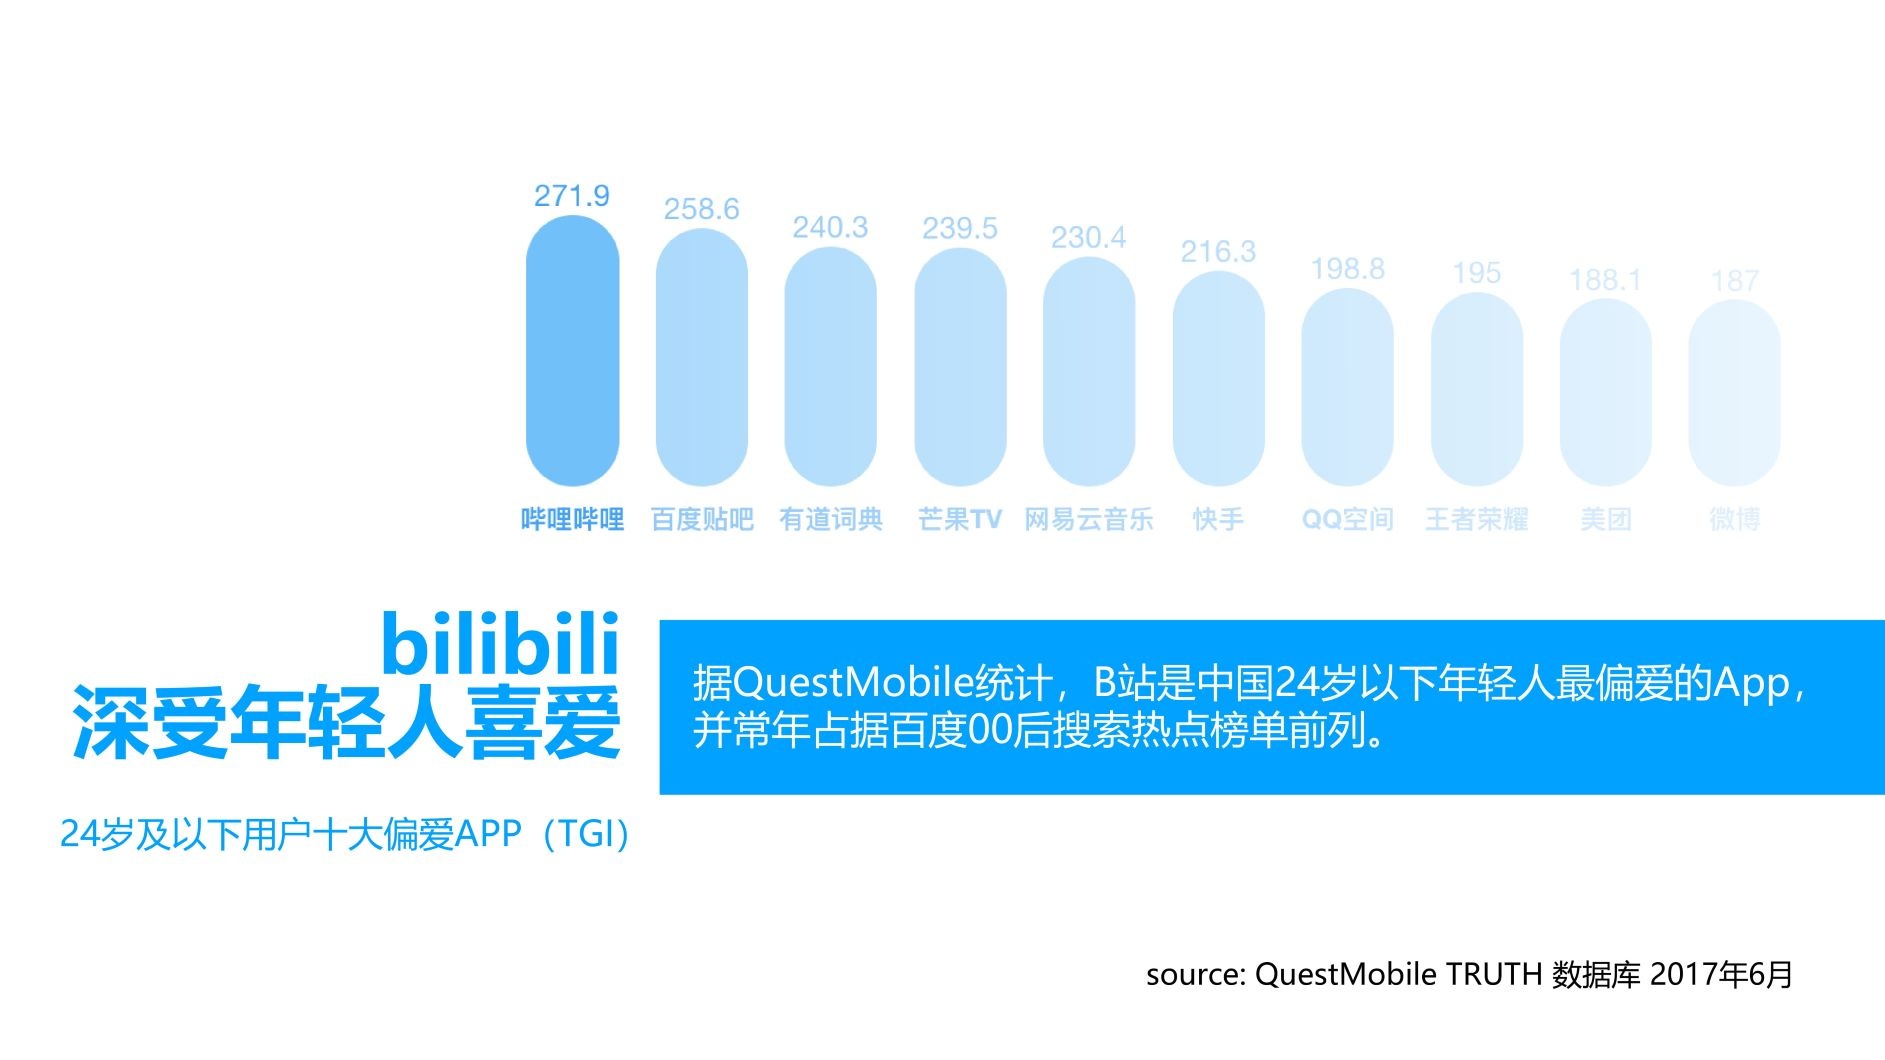 271.9
258.6
240.3
239.5
230.4
216.3
198.8
195
188.1
187
哔哩哔哩
百度贴吧
有道词典
芒果TV
网易云音乐
快手
QQ空间
王者荣耀
美团
微博
bilibili
深受年轻人喜爱
24岁及以下用户十大偏爱APP（TGI）
据QuestMobile统计，B站是中国24岁以下年轻人最偏爱的App，
并常年占据百度00后搜索热点榜单前列。
source: QuestMobile TRUTH 数据库 2017年6月